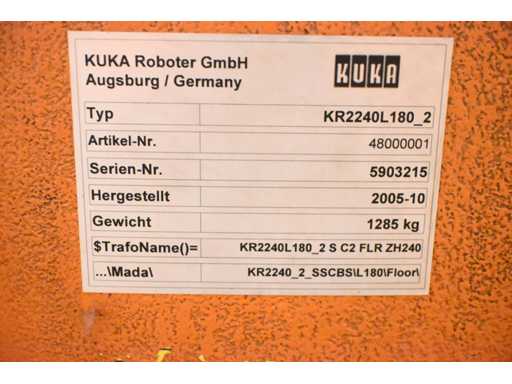 KUKA Roboter GmbH
Augsburg / Germany
KUKA
Typ KR2240L180_2
Artikel-Nr. 48000001
Serien-Nr. 5903215
Hergestellt 2005-10
Gewicht 1285 kg
$TrafoName()= KR2240L180_2 S C2 FLR ZH240
...\Mada\ KR2240_2_SSCBS\L180\Floor\